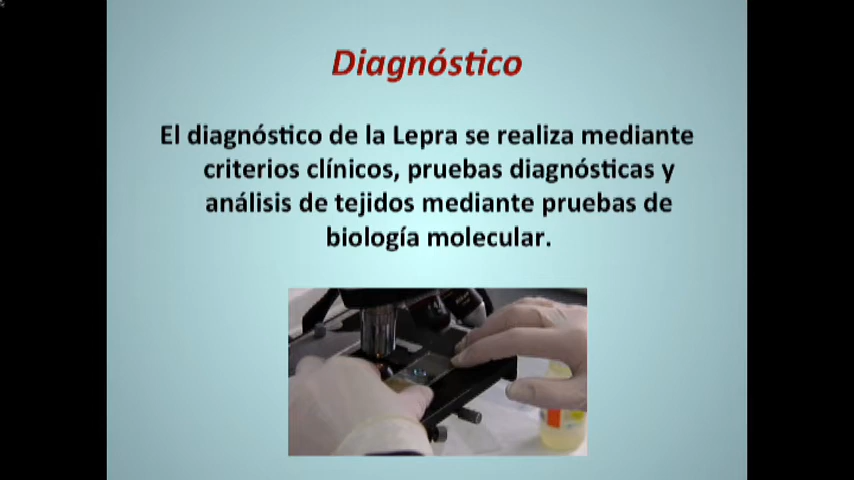 Diagnóstico
El diagnóstico de la Lepra se realiza mediante
criterios clínicos, pruebas diagnósticas y
análisis de tejidos mediante pruebas de
biología molecular.